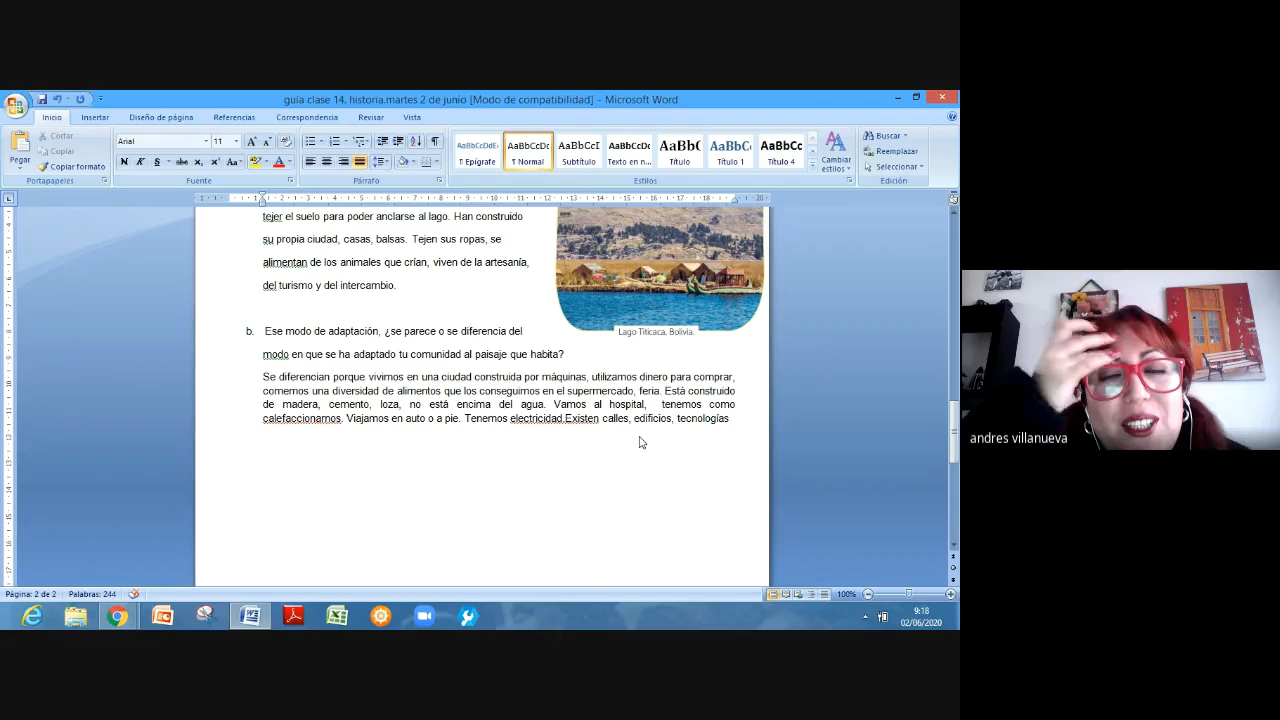 guía clase 14. historia.martes 2 de junio [Modo de compatibilidad] - Microsoft Word
Inicio Insertar Diseño de página Referencias Correspondencia Revisar Vista
Pegar
Cortar
Copiar
Copiar formato
Portapapeles
Arial 11
Fuente
Párrafo
AaBbCcDdEe AaBbCcDc AaBbCcI AaBbCcDc AaBb( AaBbCc AaBbCc
¶ Epígrafe ¶ Normal Subtítulo Texto en n... Título Título 1 Título 4
Cambiar estilos
Estilos
Buscar
Reemplazar
Seleccionar
Edición
tejer el suelo para poder anclarse al lago. Han construido
su propia ciudad, casas, balsas. Tejen sus ropas, se
alimentan de los animales que crían, viven de la artesanía,
del turismo y del intercambio.
Lago Titicaca, Bolivia.
b. Ese modo de adaptación, ¿se parece o se diferencia del
modo en que se ha adaptado tu comunidad al paisaje que habita?
Se diferencian porque vivimos en una ciudad construida por máquinas, utilizamos dinero para comprar,
comemos una diversidad de alimentos que los conseguimos en el supermercado, feria. Está construido
de madera, cemento, loza, no está encima del agua. Vamos al hospital, tenemos como
calefaccionarnos. Viajamos en auto o a pie. Tenemos electricidad.Existen calles, edificios, tecnologías
Página: 2 de 2 Palabras: 244
100%
9:18
02/06/2020
andres villanueva